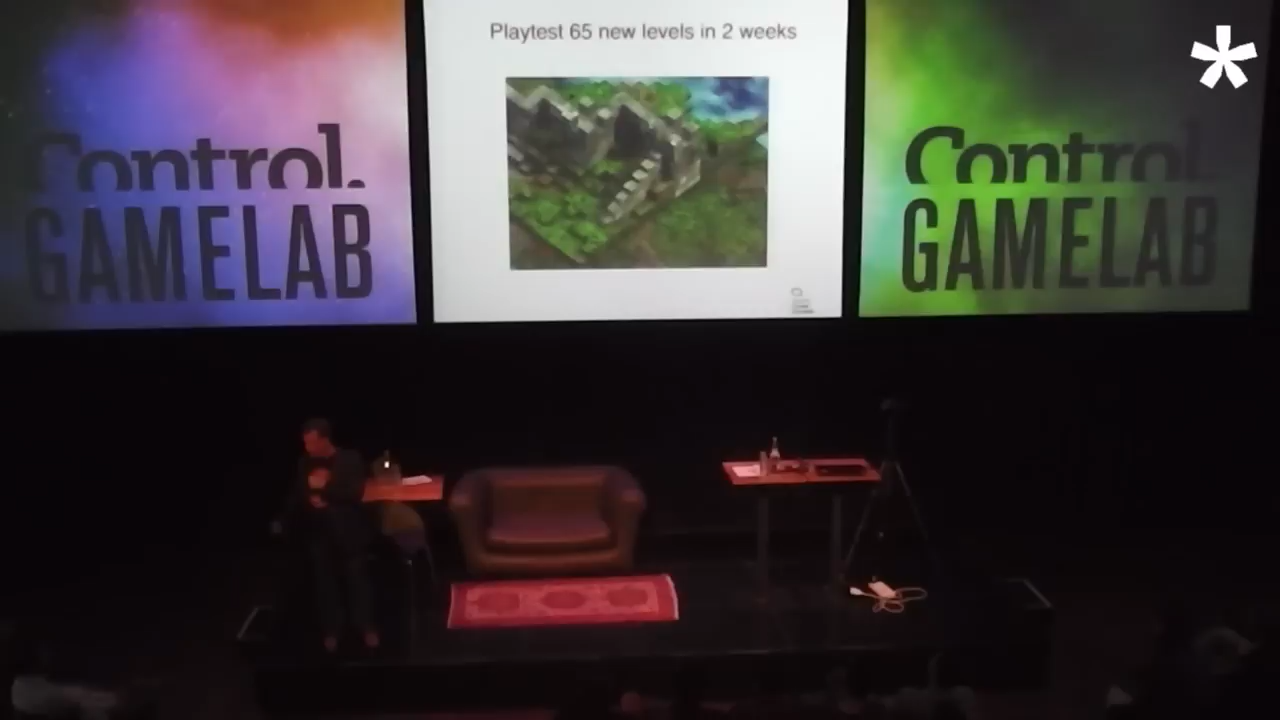 Control.
GAMELAB
Playtest 65 new levels in 2 weeks
Control
GAMELAB